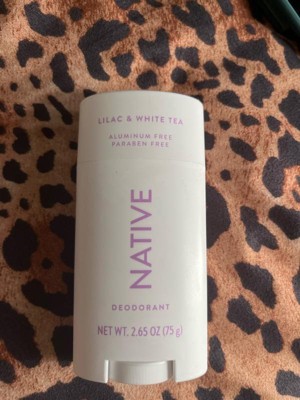 LILAC & WHITE TEA
ALUMINUM FREE
PARABEN FREE
NATIVE
DEODORANT
NET WT. 2.65 OZ (75 g)